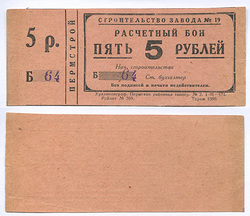 5 р.
Б 64
ПЕРМСТРОЙ
СТРОИТЕЛЬСТВО ЗАВОДА № 19
РАСЧЕТНЫЙ БОН
ПЯТЬ 5 РУБЛЕЙ
Нач. строительства
Б 64 Ст. бухгалтер
Без подписей и печати недействителен.